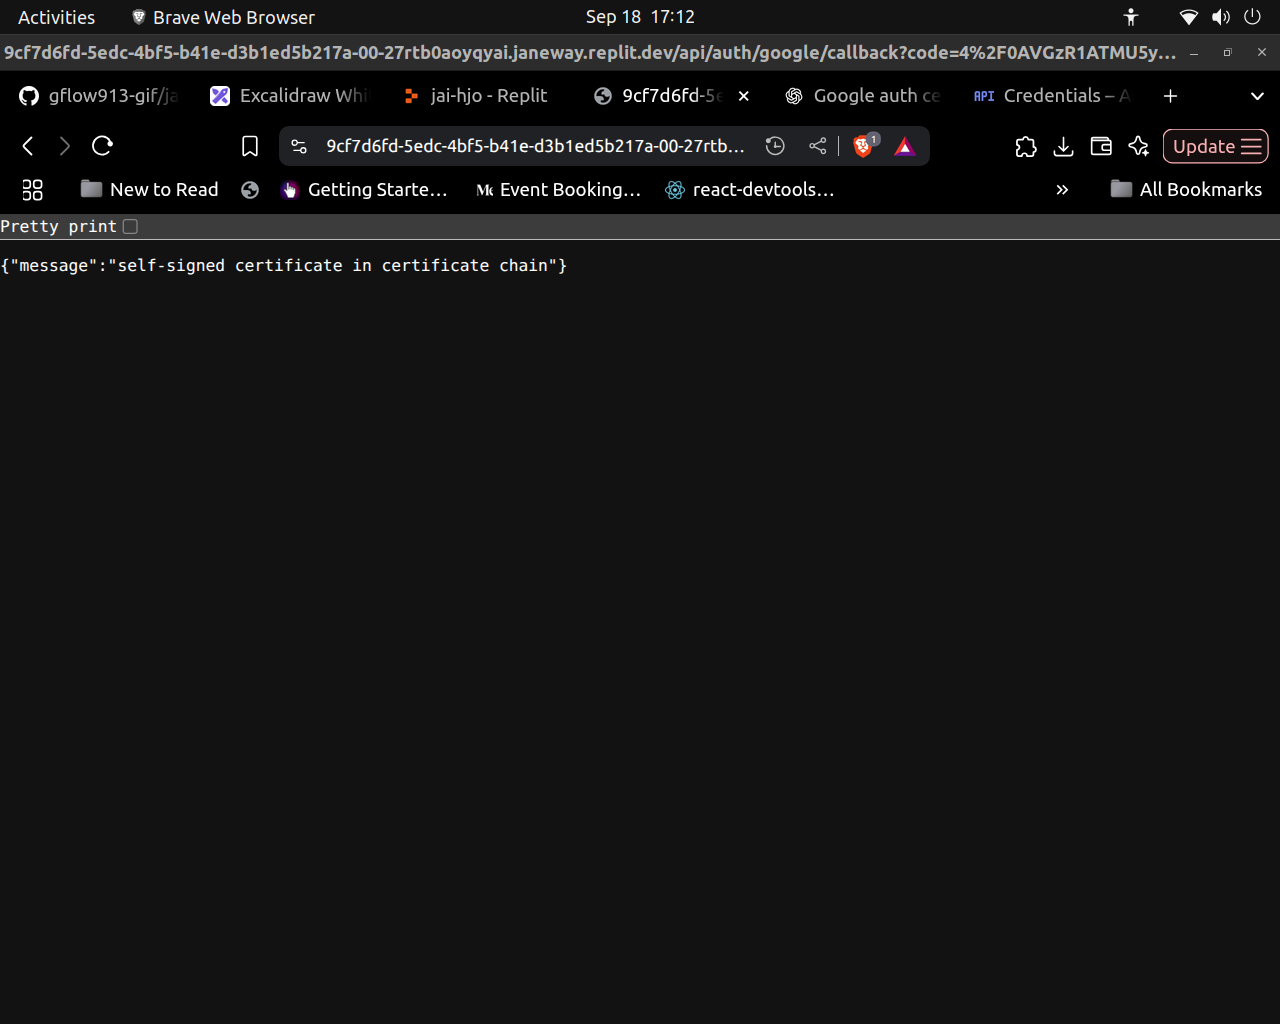 Activities Brave Web Browser Sep 18 17:12
9cf7d6fd-5edc-4bf5-b41e-d3b1ed5b217a-00-27rtb0aoyqyai.janeway.replit.dev/api/auth/google/callback?code=4%2F0AVGzR1ATMU5y...
gflow913-gif/ja Excalidraw Whi jai-hjo - Replit 9cf7d6fd-5e Google auth ce API Credentials – A
9cf7d6fd-5edc-4bf5-b41e-d3b1ed5b217a-00-27rtb... 1 Update
New to Read Getting Starte... Event Booking... react-devtools... » All Bookmarks
Pretty print
{"message":"self-signed certificate in certificate chain"}